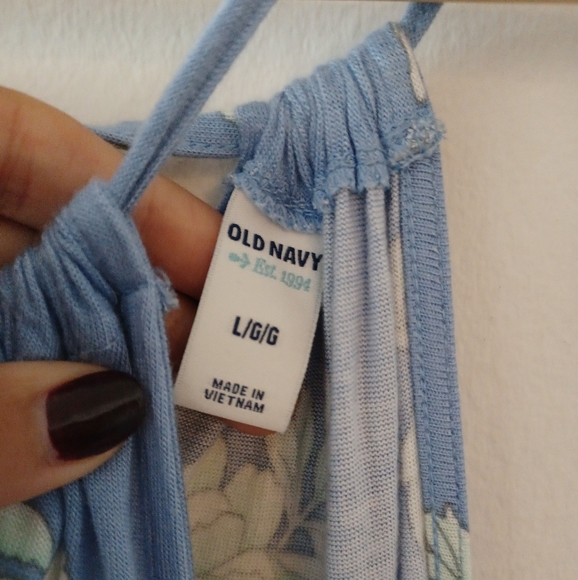 OLD NAVY
Est. 1994
L/G/G
MADE IN
VIETNAM